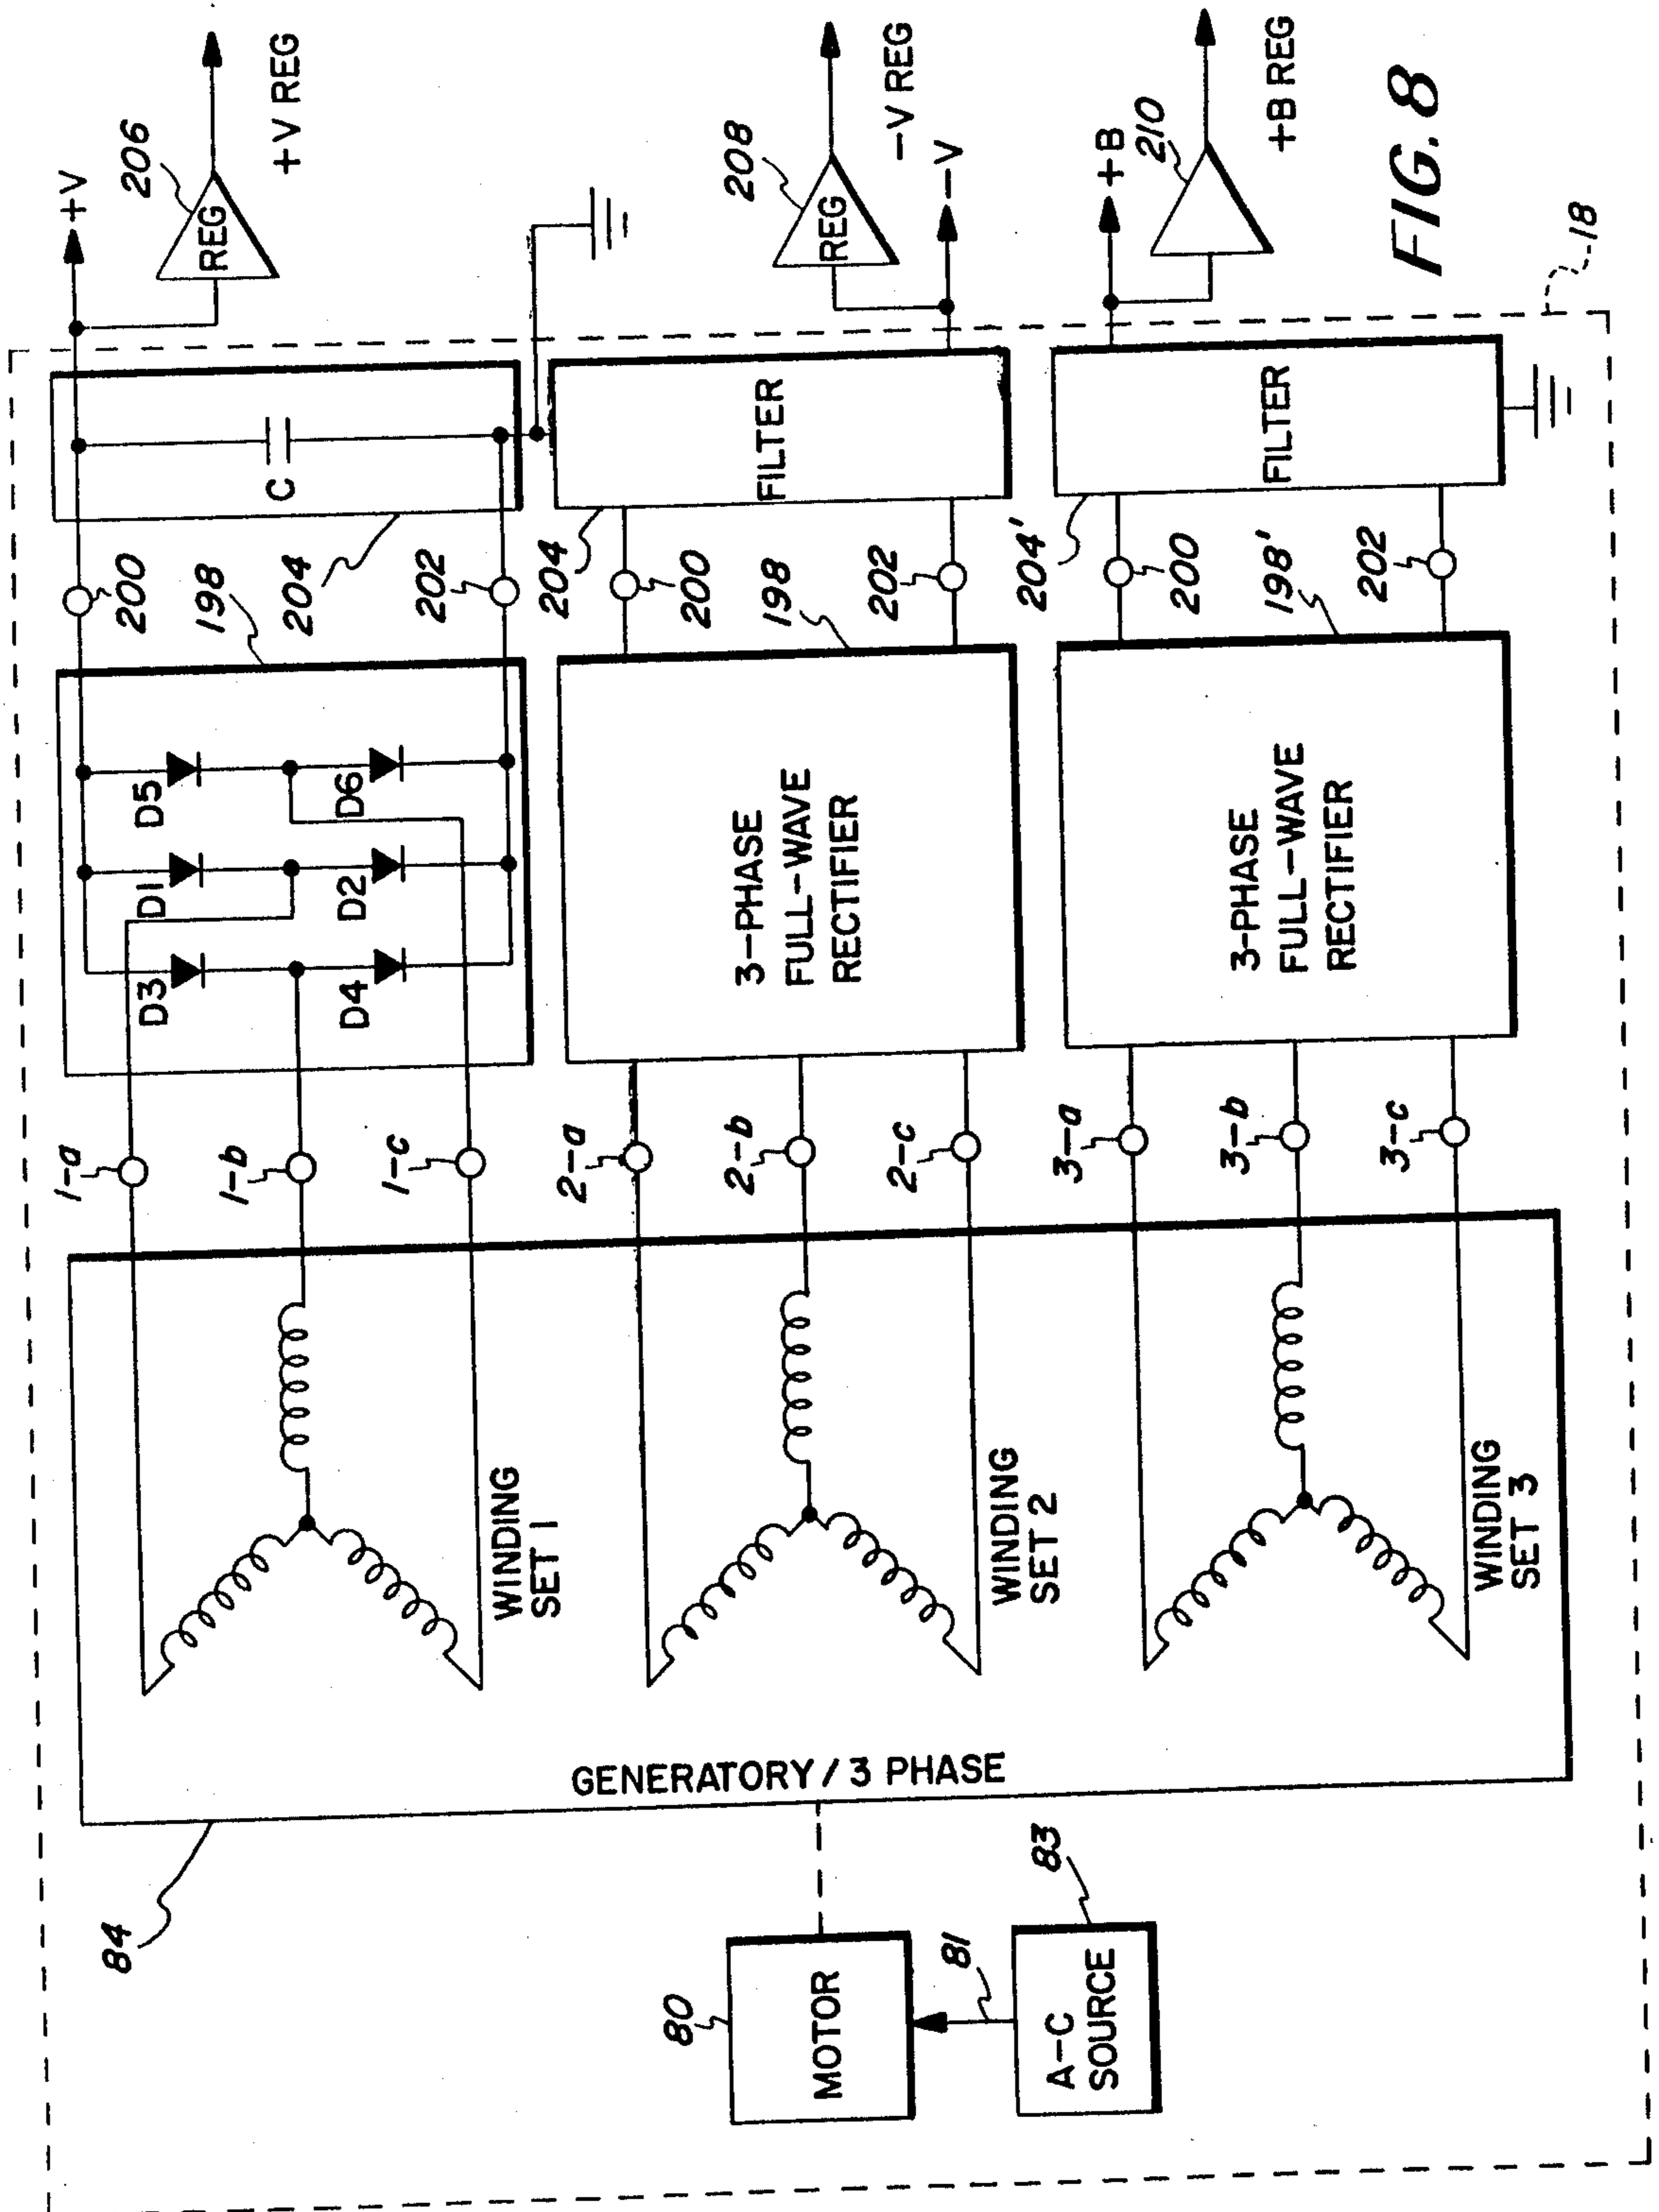 +V
206
REG
+V REG
208
REG
-V REG
-V
+B
210
+B REG
FIG. 8
18
C
FILTER
FILTER
200
198
204
202
204
200
198
202
204'
200
198'
202
D5
D6
D1
D2
D3
D4
3-PHASE
FULL-WAVE
RECTIFIER
3-PHASE
FULL-WAVE
RECTIFIER
1-a
1-b
1-c
2-a
2-b
2-c
3-a
3-b
3-c
WINDING
SET 1
WINDING
SET 2
WINDING
SET 3
GENERATORY / 3 PHASE
84
80
MOTOR
81
83
A-C
SOURCE